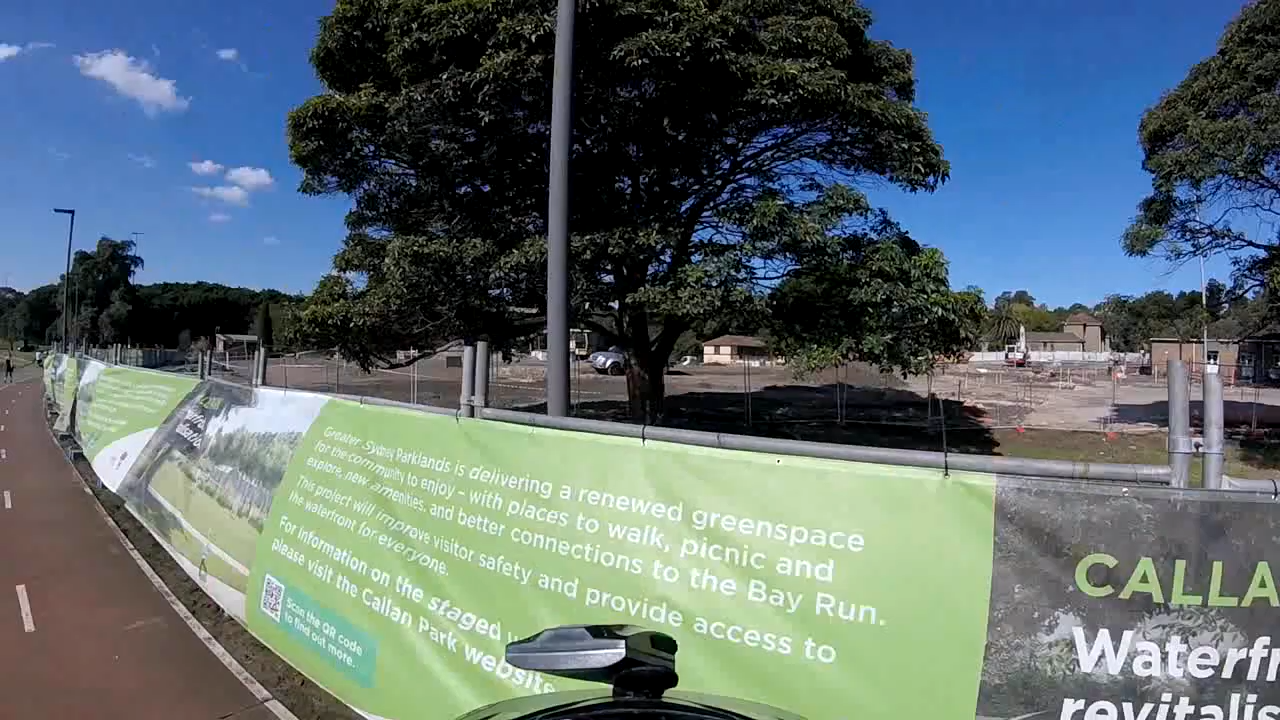 Greater Sydney Parklands is delivering a renewed greenspace
for the community to enjoy – with places to walk, picnic and
explore, new amenities, and better connections to the Bay Run.
This project will improve visitor safety and provide access to
the waterfront for everyone.
For information on the staged
please visit the Callan Park website
Scan the QR code
to find out more.
CALLA
Waterfr
revitalis